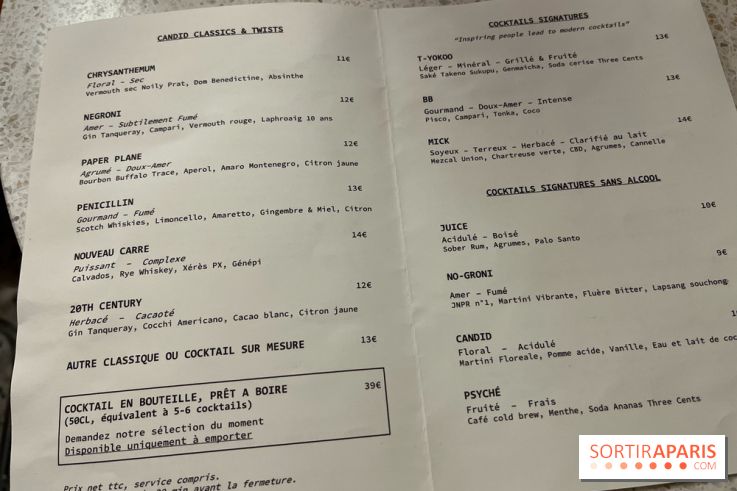 CANDID CLASSICS & TWISTS
CHRYSANTHEMUM 11€
Floral - Sec
Vermouth sec Noily Prat, Dom Benedictine, Absinthe
NEGRONI 12€
Amer - Subtilement Fumé
Gin Tanqueray, Campari, Vermouth rouge, Laphroaig 10 ans
PAPER PLANE 12€
Agrumé - Doux-Amer
Bourbon Buffalo Trace, Aperol, Amaro Montenegro, Citron jaune
PENICILLIN 13€
Gourmand - Fumé
Scotch Whiskies, Limoncello, Amaretto, Gingembre & Miel, Citron
NOUVEAU CARRE 14€
Puissant - Complexe
Calvados, Rye Whiskey, Xérès PX, Génépi
20TH CENTURY 12€
Herbacé - Cacaoté
Gin Tanqueray, Cocchi Americano, Cacao blanc, Citron jaune
AUTRE CLASSIQUE OU COCKTAIL SUR MESURE 13€
COCKTAIL EN BOUTEILLE, PRÊT A BOIRE 39€
(50CL, équivalent à 5-6 cocktails)
Demandez notre sélection du moment
Disponible uniquement à emporter
Prix net ttc, service compris.
min avant la fermeture.
COCKTAILS SIGNATURES
"Inspiring people lead to modern cocktails"
T-YOKOO 13€
Léger - Minéral - Grillé & Fruité
Saké Takeno Sukupu, Genmaicha, Soda cerise Three Cents
BB 13€
Gourmand - Doux-Amer - Intense
Pisco, Campari, Tonka, Coco
MICK 14€
Soyeux - Terreux - Herbacé - Clarifié au lait
Mezcal Union, Chartreuse verte, CBD, Agrumes, Cannelle
COCKTAILS SIGNATURES SANS ALCOOL
JUICE 10€
Acidulé - Boisé
Sober Rum, Agrumes, Palo Santo
NO-GRONI 9€
Amer - Fumé
JNPR n°1, Martini Vibrante, Fluère Bitter, Lapsang souchong
CANDID
Floral - Acidulé
Martini Floreale, Pomme acide, Vanille, Eau et lait de coc
PSYCHÉ
Fruité - Frais
Café cold brew, Menthe, Soda Ananas Three Cents
SORTIRAPARIS
.COM